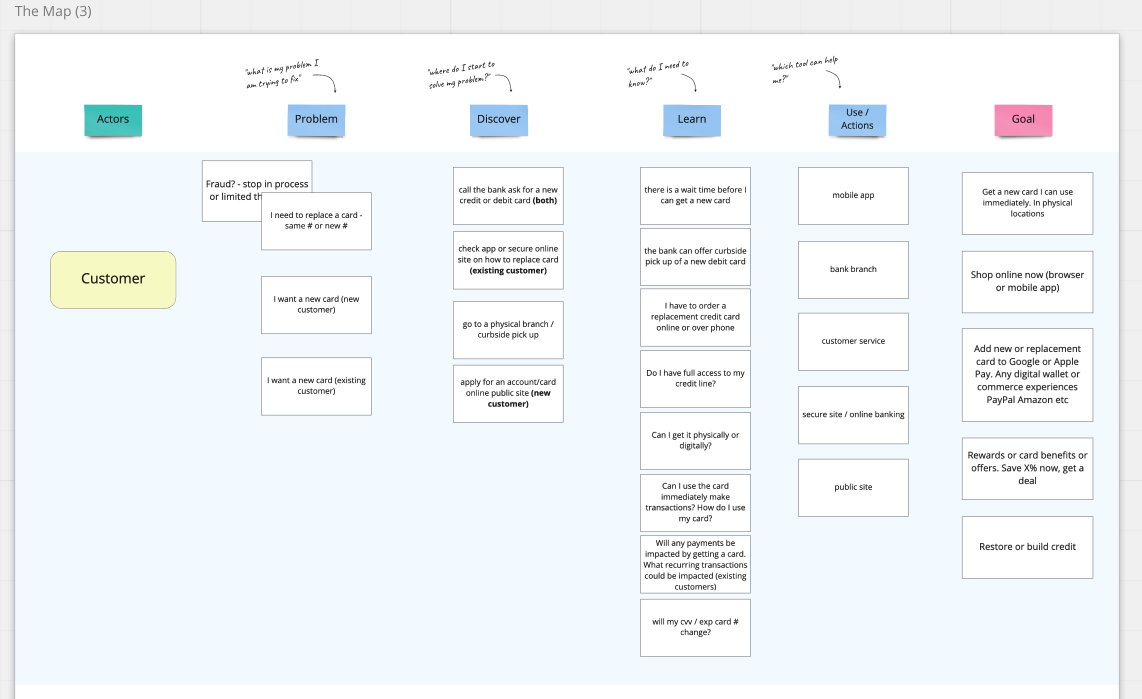 The Map (3)
"what is my problem I
am trying to fix"
"where do I start to
solve my problem?"
"what do I need to
know?"
"which tool can help
me?"
Actors
Problem
Discover
Learn
Use /
Actions
Goal
Customer
Fraud? - stop in process
or limited th
I need to replace a card -
same # or new #
I want a new card (new
customer)
I want a new card (existing
customer)
call the bank ask for a new
credit or debit card (both)
check app or secure online
site on how to replace card
(existing customer)
go to a physical branch /
curbside pick up
apply for an account/card
online public site (new
customer)
there is a wait time before I
can get a new card
the bank can offer curbside
pick up of a new debit card
I have to order a
replacement credit card
online or over phone
Do I have full access to my
credit line?
Can I get it physically or
digitally?
Can I use the card
immediately make
transactions? How do I use
my card?
Will any payments be
impacted by getting a card.
What recurring transactions
could be impacted (existing
customers)
will my cvv / exp card #
change?
mobile app
bank branch
customer service
secure site / online banking
public site
Get a new card I can use
immediately. In physical
locations
Shop online now (browser
or mobile app)
Add new or replacement
card to Google or Apple
Pay. Any digital wallet or
commerce experiences
PayPal Amazon etc
Rewards or card benefits or
offers. Save X% now, get a
deal
Restore or build credit